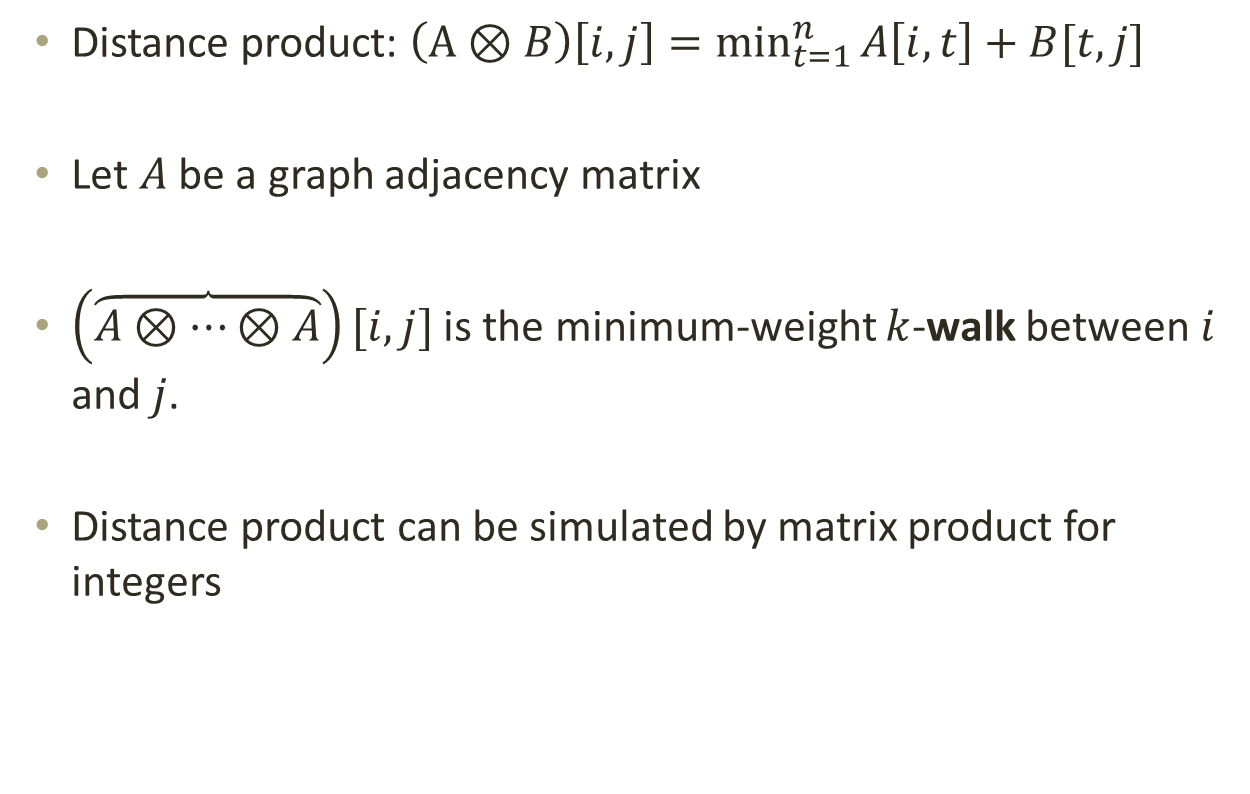 • Distance product: (A ⊗ B)[i, j] = min_{t=1}^{n} A[i, t] + B[t, j]
• Let A be a graph adjacency matrix
• (A ⊗ ⋯ ⊗ A)[i, j] is the minimum-weight k-walk between i
and j.
• Distance product can be simulated by matrix product for
integers